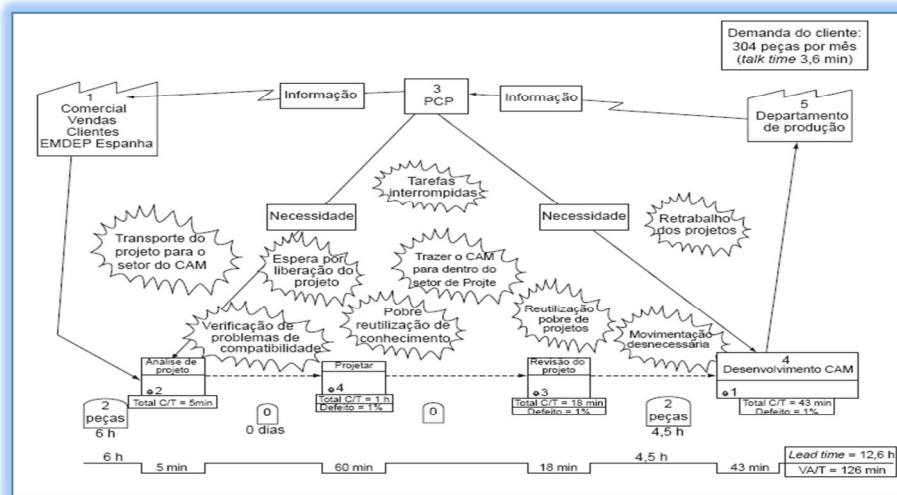 Demanda do cliente:
304 peças por mês
(talk time 3,6 min)
1
Comercial
Vendas
Clientes
EMDEP Espanha
Informação
3
PCP
Informação
5
Departamento
de produção
Tarefas
interrompidas
Necessidade
Necessidade
Retrabalho
dos projetos
Transporte do
projeto para o
setor do CAM
Espera por
liberação do
projeto
Trazer o CAM
para dentro do
setor de Projte
Verificação de
problemas de
compatibilidade
Pobre
reutilização de
conhecimento
Reutilização
pobre de
projetos
Movimentação
desnecessária
Análise de
projeto
2
Total C/T = 5min
Projetar
4
Total C/T = 1 h
Defeito = 1%
Revisão do
projeto
3
Total C/T = 18 min
Defeito = 1%
4
Desenvolvimento CAM
1
Total C/T = 43 min
Defeito = 1%
2
peças
6 h
0
0 dias
0
2
peças
4,5 h
6 h
5 min
60 min
18 min
4,5 h
43 min
Lead time = 12,6 h
VA/T = 126 min